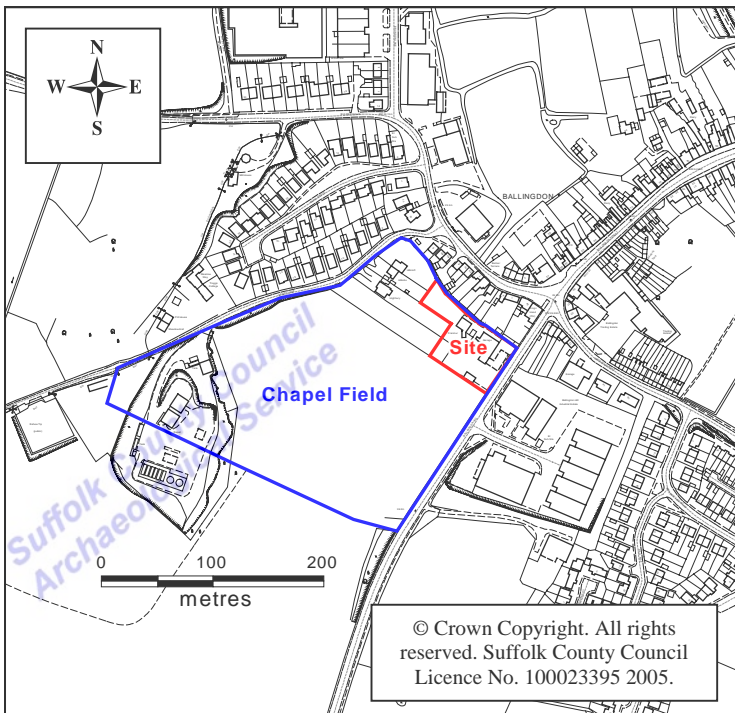 N
W E
S
BALLINGDON
Site
Chapel Field
Suffolk County Council
Archaeological Service
0 100 200
metres
© Crown Copyright. All rights
reserved. Suffolk County Council
Licence No. 100023395 2005.